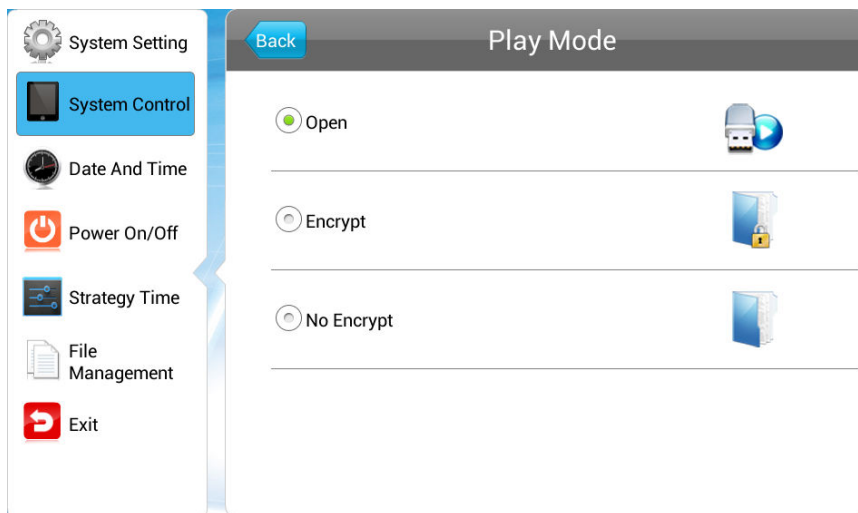 System Setting
System Control
Date And Time
Power On/Off
Strategy Time
File
Management
Exit
Back
Play Mode
Open
Encrypt
No Encrypt